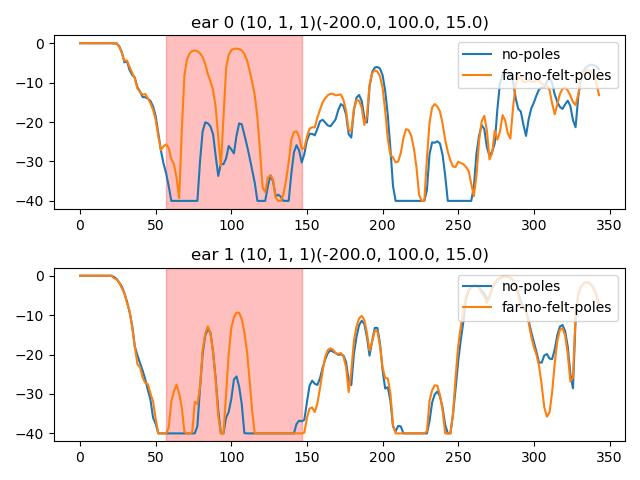 ear 0 (10, 1, 1)(-200.0, 100.0, 15.0)
0
−10
−20
−30
−40
no-poles
far-no-felt-poles
0 50 100 150 200 250 300 350
ear 1 (10, 1, 1)(-200.0, 100.0, 15.0)
0
−10
−20
−30
−40
no-poles
far-no-felt-poles
0 50 100 150 200 250 300 350